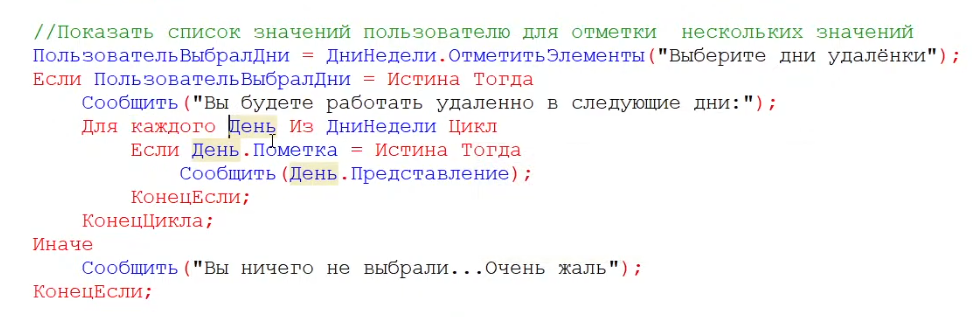 //Показать список значений пользователю для отметки  нескольких значений
ПользовательВыбралДни = ДниНедели.ОтметитьЭлементы("Выберите дни удалёнки");
Если ПользовательВыбралДни = Истина Тогда
    Сообщить("Вы будете работать удаленно в следующие дни:");
    Для каждого День Из ДниНедели Цикл
        Если День.Пометка = Истина Тогда
            Сообщить(День.Представление);
        КонецЕсли;
    КонецЦикла;
Иначе
    Сообщить("Вы ничего не выбрали...Очень жаль");
КонецЕсли;